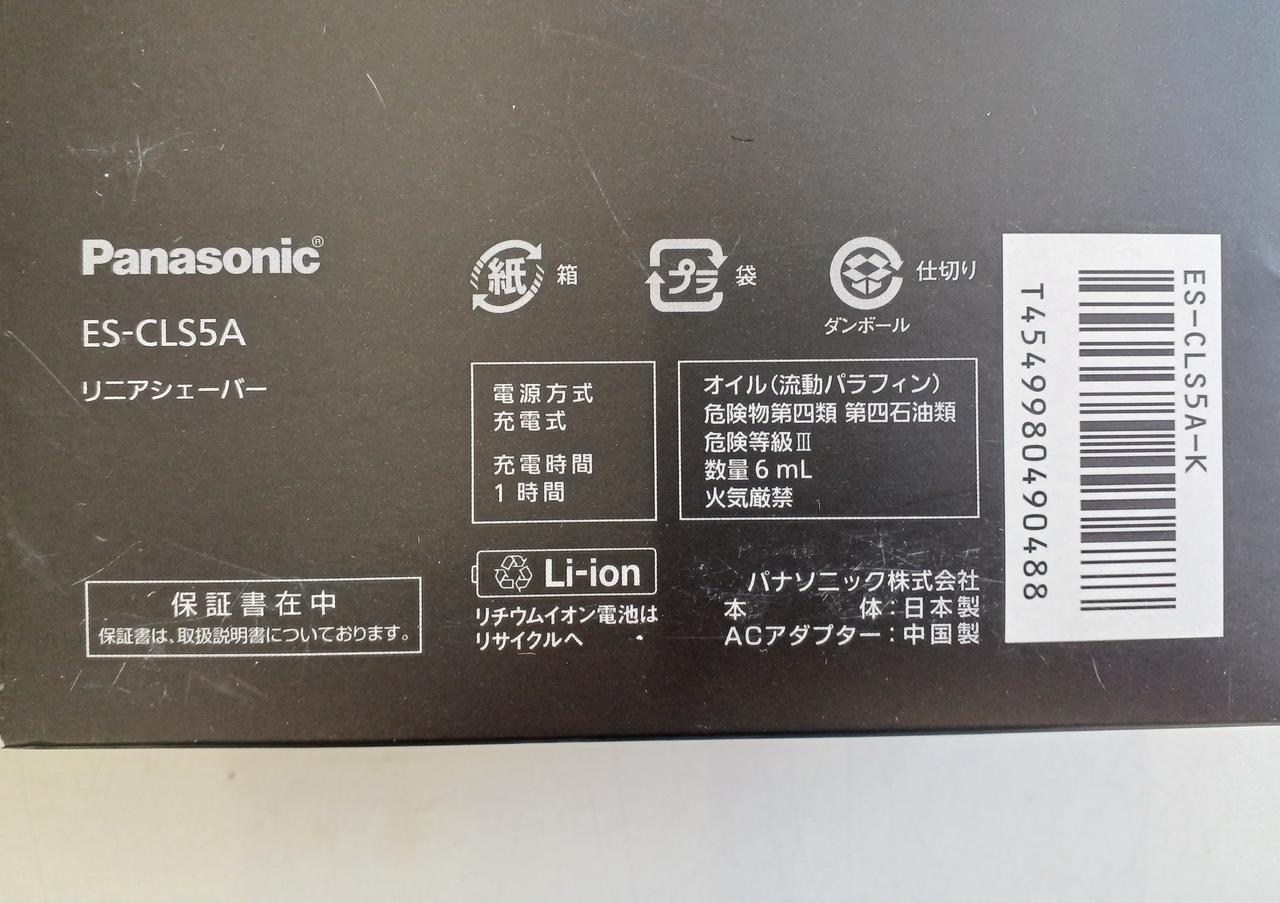 Panasonic®
ES-CLS5A
リニアシェーバー
保証書在中
保証書は、取扱説明書についております。
紙 箱
プラ 袋
仕切り
ダンボール
電源方式
充電式
充電時間
1 時間
オイル（流動パラフィン）
危険物第四類 第四石油類
危険等級Ⅲ
数量 6 mL
火気厳禁
Li-ion
リチウムイオン電池は
リサイクルへ
パナソニック株式会社
本 体：日本製
ACアダプター：中国製
ES-CLS5A-K
T4549980490488